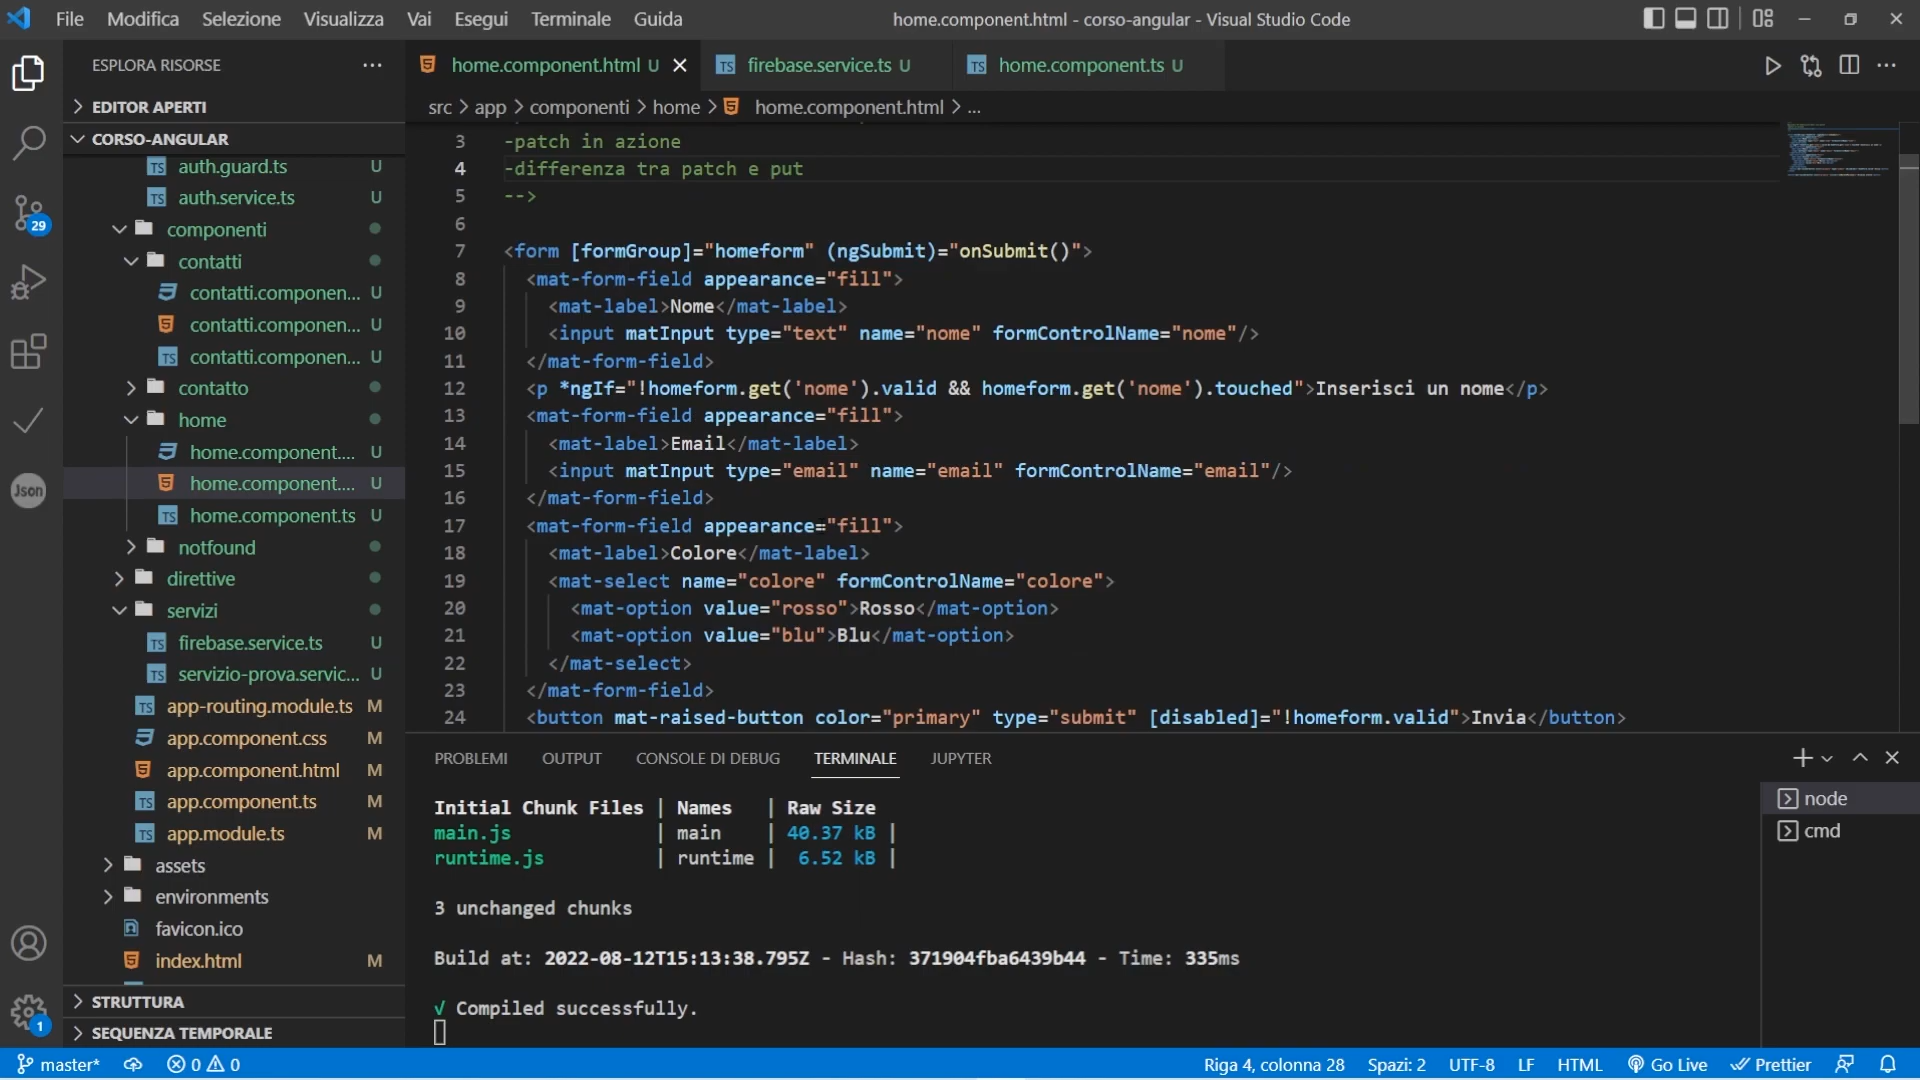 File Modifica Selezione Visualizza Vai Esegui Terminale Guida
home.component.html - corso-angular - Visual Studio Code
ESPLORA RISORSE
EDITOR APERTI
CORSO-ANGULAR
auth.guard.ts U
auth.service.ts U
componenti
contatti
contatti.componen... U
contatti.componen... U
contatti.componen... U
contatto
home
home.component.... U
home.component.... U
home.component.ts U
notfound
direttive
servizi
firebase.service.ts U
servizio-prova.servic... U
app-routing.module.ts M
app.component.css M
app.component.html M
app.component.ts M
app.module.ts M
assets
environments
favicon.ico
index.html M
STRUTTURA
SEQUENZA TEMPORALE
29
Json
1
home.component.html U
firebase.service.ts U
home.component.ts U
src > app > componenti > home > home.component.html > ...
3 -patch in azione
4 -differenza tra patch e put
5 -->
6
7 <form [formGroup]="homeform" (ngSubmit)="onSubmit()">
8 <mat-form-field appearance="fill">
9 <mat-label>Nome</mat-label>
10 <input matInput type="text" name="nome" formControlName="nome"/>
11 </mat-form-field>
12 <p *ngIf="!homeform.get('nome').valid && homeform.get('nome').touched">Inserisci un nome</p>
13 <mat-form-field appearance="fill">
14 <mat-label>Email</mat-label>
15 <input matInput type="email" name="email" formControlName="email"/>
16 </mat-form-field>
17 <mat-form-field appearance="fill">
18 <mat-label>Colore</mat-label>
19 <mat-select name="colore" formControlName="colore">
20 <mat-option value="rosso">Rosso</mat-option>
21 <mat-option value="blu">Blu</mat-option>
22 </mat-select>
23 </mat-form-field>
24 <button mat-raised-button color="primary" type="submit" [disabled]="!homeform.valid">Invia</button>
PROBLEMI OUTPUT CONSOLE DI DEBUG TERMINALE JUPYTER
Initial Chunk Files | Names | Raw Size
main.js | main | 40.37 kB |
runtime.js | runtime | 6.52 kB |
3 unchanged chunks
Build at: 2022-08-12T15:13:38.795Z - Hash: 371904fba6439b44 - Time: 335ms
√ Compiled successfully.
node
cmd
master* 0 0
Riga 4, colonna 28 Spazi: 2 UTF-8 LF HTML Go Live Prettier